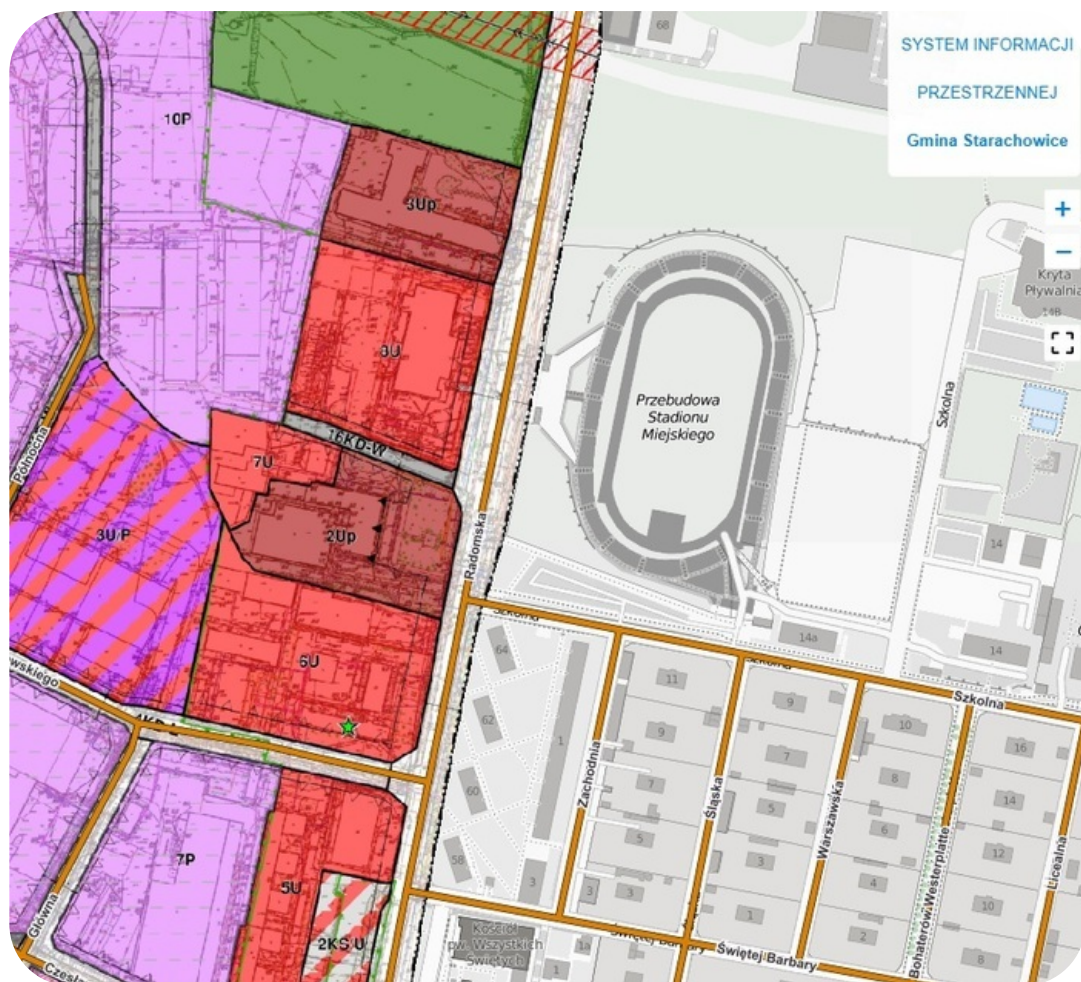 68
SYSTEM INFORMACJI
PRZESTRZENNEJ
Gmina Starachowice
10P
3Up
+
−
Kryta
Pływalnia
14B
8U
Przebudowa
Stadionu
Miejskiego
Szkolna
Północna
16KD-W
7U
3U/P
2Up
Radomska
14
Szkolna
14a
14
6U
64
Szkolna
Szkolna
11
9
10
16
62
9
7
8
14
1
Zachodnia
Śląska
Warszawska
Bohaterów Westerplatte
Licealna
60
7
5
6
12
58
5
3
4
10
7P
5U
3
3
3
1
2
8
2KS/U
Główna
Kościół
pw. Wszystkich
Świętych
1a
1
Świętej Barbary
Świętej Barbary